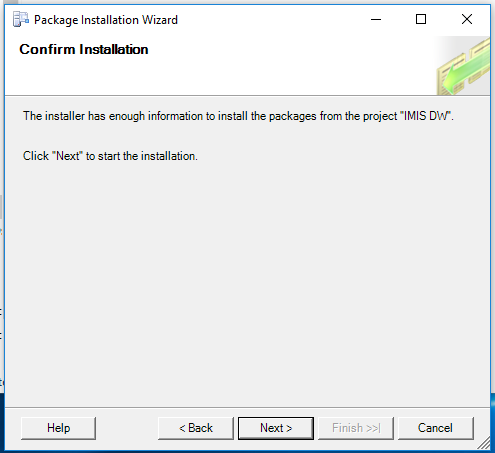 Package Installation Wizard
Confirm Installation
The installer has enough information to install the packages from the project "IMIS DW".
Click "Next" to start the installation.
Help
< Back
Next >
Finish >>|
Cancel